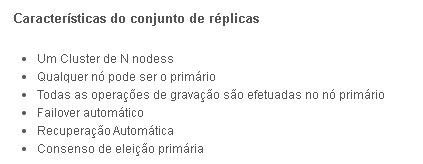 Características do conjunto de réplicas
Um Cluster de N nodess
Qualquer nó pode ser o primário
Todas as operações de gravação são efetuadas no nó primário
Failover automático
Recuperação Automática
Consenso de eleição primária